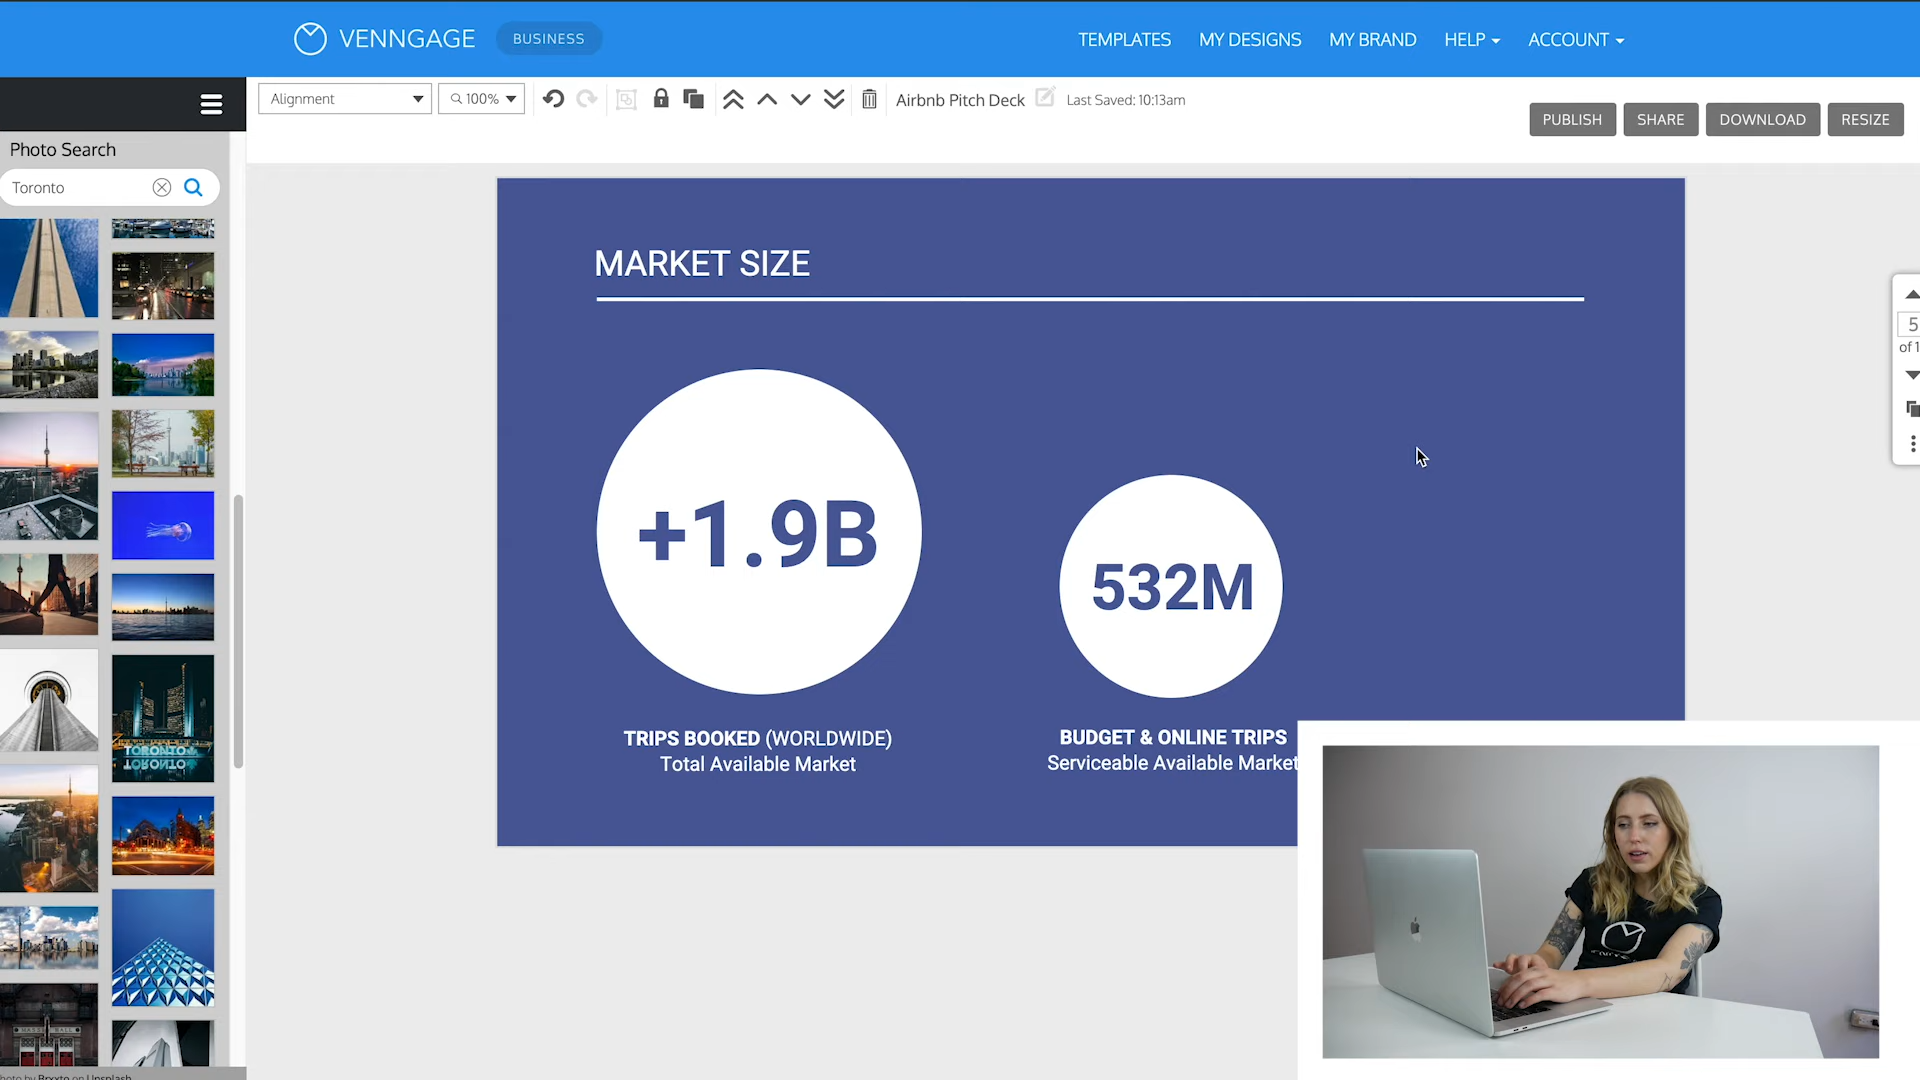 VENNGAGE
BUSINESS
TEMPLATES
MY DESIGNS
MY BRAND
HELP
ACCOUNT
Alignment
100%
Airbnb Pitch Deck
Last Saved: 10:13am
PUBLISH
SHARE
DOWNLOAD
RESIZE
Photo Search
Toronto
MARKET SIZE
5
of 1
+1.9B
532M
TRIPS BOOKED (WORLDWIDE)
Total Available Market
BUDGET & ONLINE TRIPS
Serviceable Available Market
TORONTO